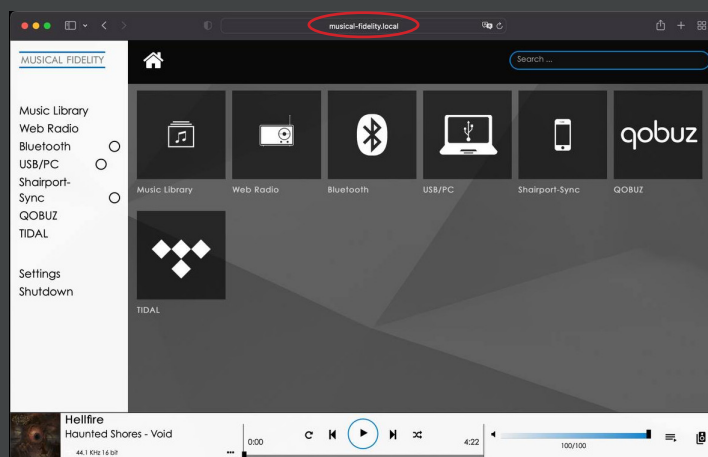 musical-fidelity.local
MUSICAL FIDELITY
Search ...
Music Library
Web Radio
Bluetooth
USB/PC
Shairport-
Sync
QOBUZ
TIDAL
Settings
Shutdown
qobuz
Music Library
Web Radio
Bluetooth
USB/PC
Shairport-Sync
QOBUZ
TIDAL
Hellfire
Haunted Shores - Void
44.1 KHz 16 bit
0:00
4:22
100/100